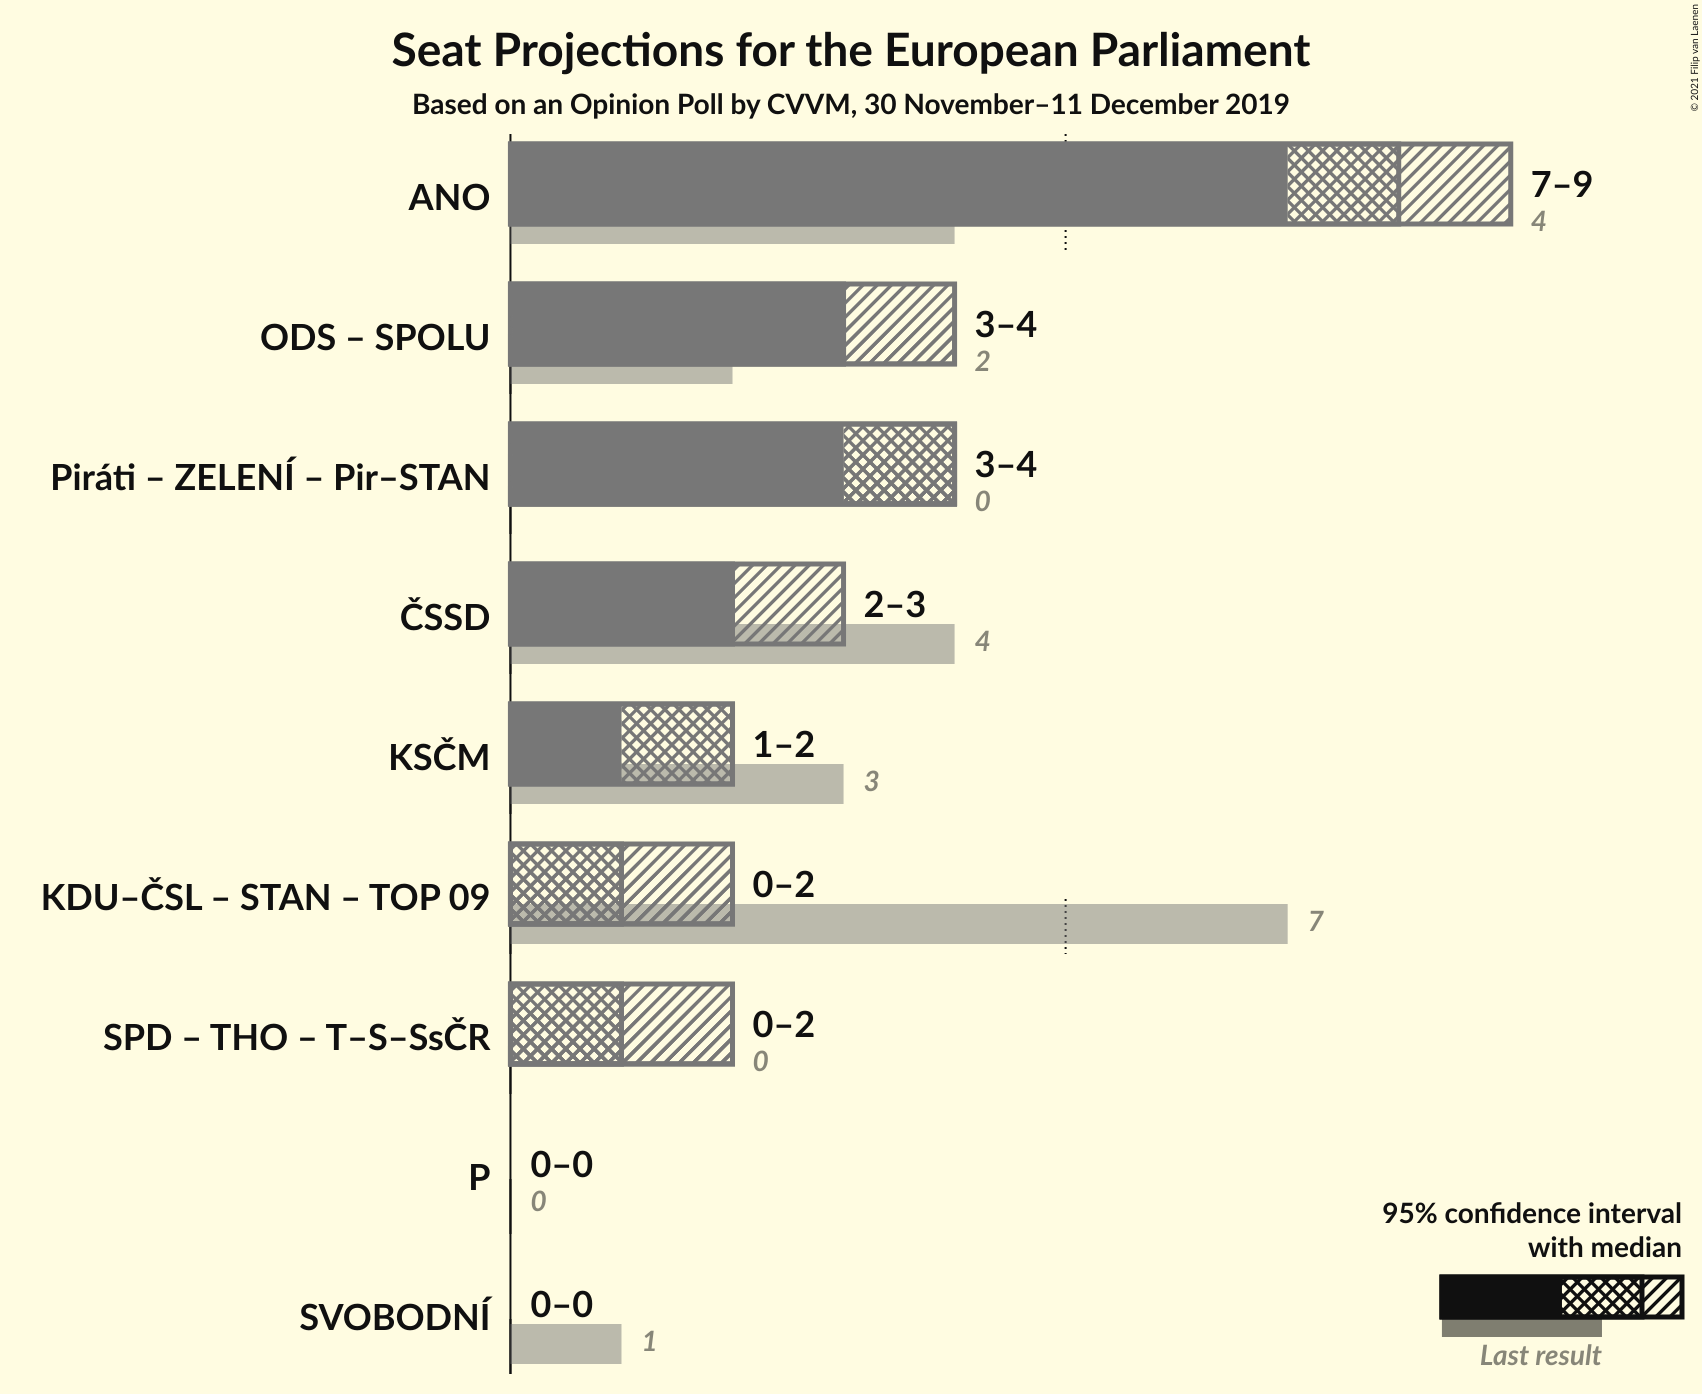 Seat Projections for the European Parliament
Based on an Opinion Poll by CVVM, 30 November–11 December 2019
© 2021 Filip van Laenen
ANO
7–9
4
ODS – SPOLU
3–4
2
Piráti – ZELENÍ – Pir–STAN
3–4
0
ČSSD
2–3
4
KSČM
1–2
3
KDU–ČSL – STAN – TOP 09
0–2
7
SPD – THO – T–S–SsČR
0–2
0
P
0–0
0
SVOBODNÍ
0–0
1
95% confidence interval
with median
Last result